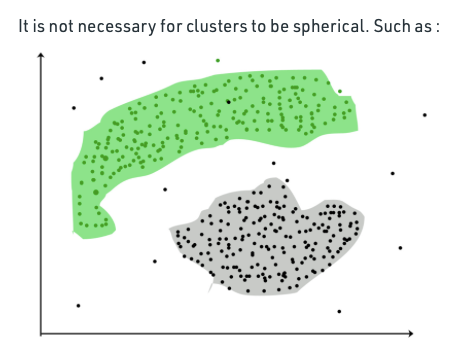 It is not necessary for clusters to be spherical. Such as :